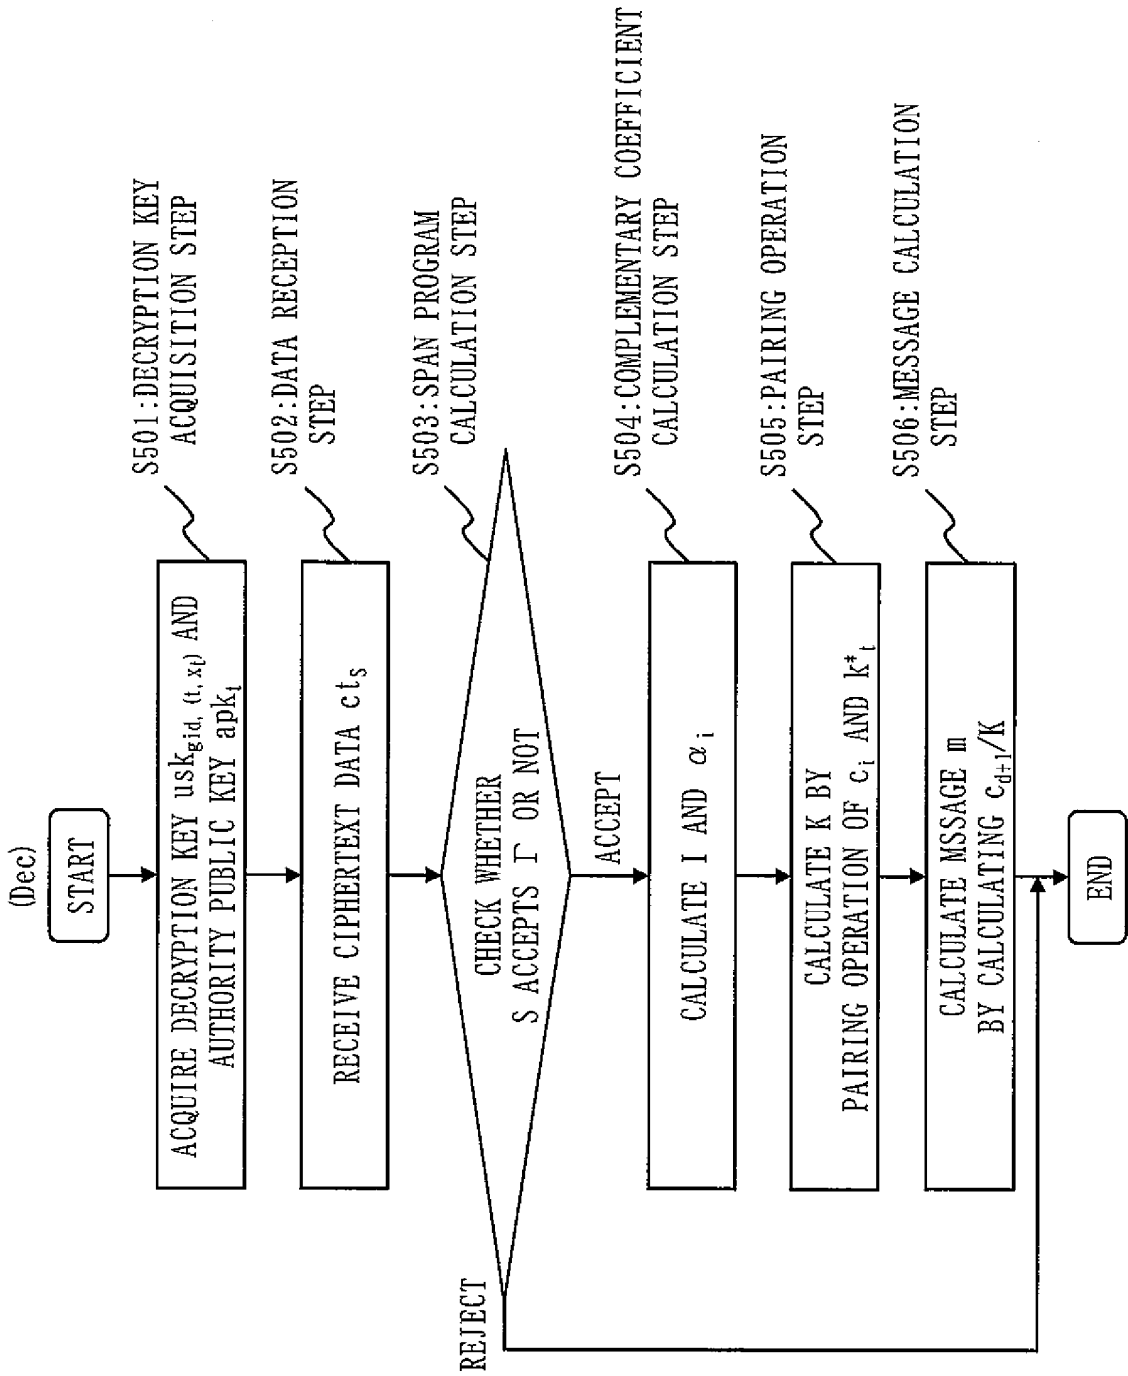 (Dec)
START
ACQUIRE DECRYPTION KEY usk_gid, (t, x_t) AND
AUTHORITY PUBLIC KEY apk_t
S501:DECRYPTION KEY
ACQUISITION STEP
RECEIVE CIPHERTEXT DATA ct_S
S502:DATA RECEPTION
STEP
CHECK WHETHER
S ACCEPTS Γ OR NOT
S503:SPAN PROGRAM
CALCULATION STEP
REJECT
ACCEPT
CALCULATE I AND α_i
S504:COMPLEMENTARY COEFFICIENT
CALCULATION STEP
CALCULATE K BY
PAIRING OPERATION OF c_i AND k*_t
S505:PAIRING OPERATION
STEP
CALCULATE MSSAGE m
BY CALCULATING c_d+1/K
S506:MESSAGE CALCULATION
STEP
END